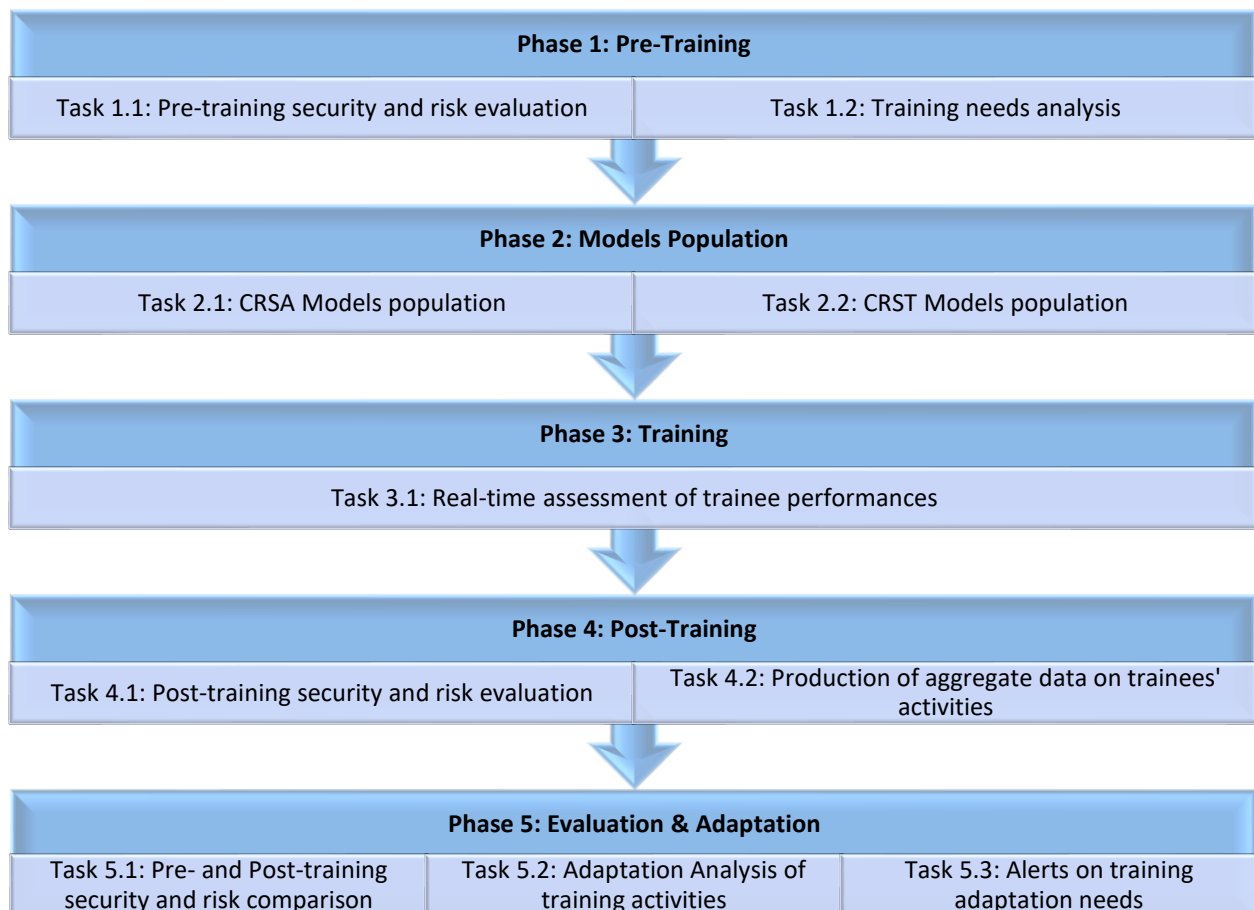 Phase 1: Pre-Training
Task 1.1: Pre-training security and risk evaluation
Task 1.2: Training needs analysis
Phase 2: Models Population
Task 2.1: CRSA Models population
Task 2.2: CRST Models population
Phase 3: Training
Task 3.1: Real-time assessment of trainee performances
Phase 4: Post-Training
Task 4.1: Post-training security and risk evaluation
Task 4.2: Production of aggregate data on trainees'
activities
Phase 5: Evaluation & Adaptation
Task 5.1: Pre- and Post-training
security and risk comparison
Task 5.2: Adaptation Analysis of
training activities
Task 5.3: Alerts on training
adaptation needs